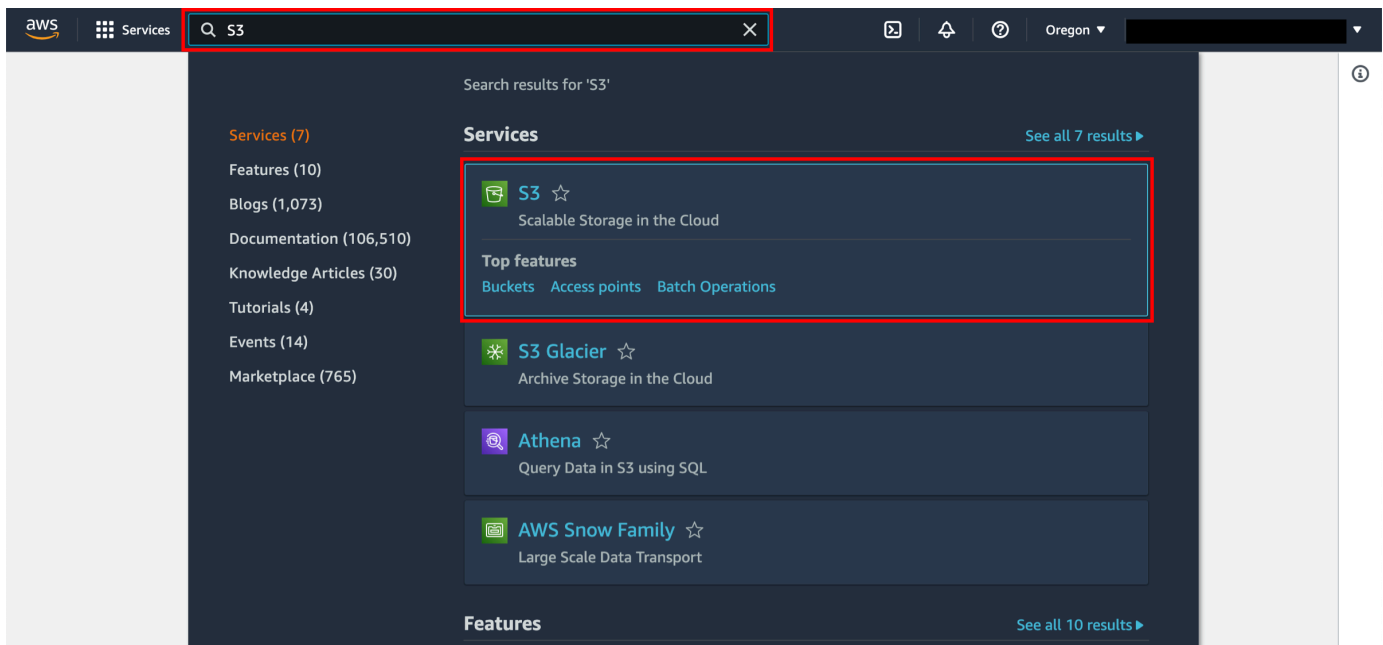 aws Services S3 Oregon
Search results for 'S3'
Services (7)
Features (10)
Blogs (1,073)
Documentation (106,510)
Knowledge Articles (30)
Tutorials (4)
Events (14)
Marketplace (765)
Services See all 7 results
S3
Scalable Storage in the Cloud
Top features
Buckets Access points Batch Operations
S3 Glacier
Archive Storage in the Cloud
Athena
Query Data in S3 using SQL
AWS Snow Family
Large Scale Data Transport
Features See all 10 results